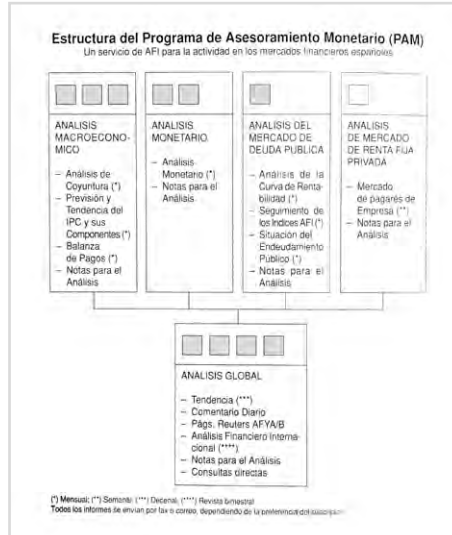 Estructura del Programa de Asesoramiento Monetario (PAM)
Un servicio de AFI para la actividad en los mercados financieros españoles
ANALISIS
MACROECONO-
MICO
– Análisis de
Coyuntura (*)
– Previsión y
Tendencia del
IPC y sus
Componentes (*)
– Balanza
de Pagos (*)
– Notas para el
Análisis
ANALISIS
MONETARIO
– Análisis
Monetario (*)
– Notas para el
Análisis
ANALISIS DEL
MERCADO DE
DEUDA PUBLICA
– Análisis de la
Curva de Renta-
bilidad (*)
– Seguimiento de
los Indices AFI (*)
– Situación del
Endeudamiento
Público (*)
– Notas para el
Análisis
ANALISIS
DE MERCADO
DE RENTA FIJA
PRIVADA
– Mercado
de pagarés de
Empresa (**)
– Notas para el
Análisis
ANALISIS GLOBAL
– Tendencia (***)
– Comentario Diario
– Págs. Reuters AFYA/B
– Análisis Financiero Interna-
cional (****)
– Notas para el Análisis
– Consultas directas
(*) Mensual; (**) Semanal; (***) Decenal; (****) Revista bimestral
Todos los informes se envían por fax o correo, dependiendo de la preferencia del suscriptor